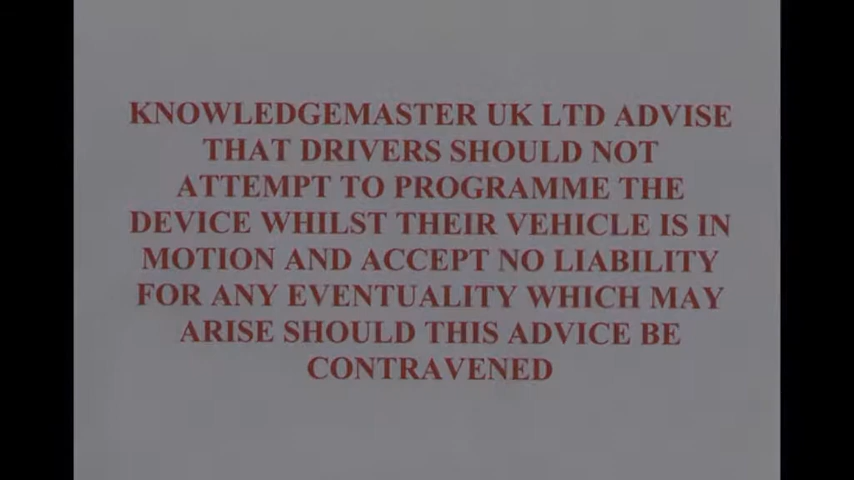 KNOWLEDGEMASTER UK LTD ADVISE
THAT DRIVERS SHOULD NOT
ATTEMPT TO PROGRAMME THE
DEVICE WHILST THEIR VEHICLE IS IN
MOTION AND ACCEPT NO LIABILITY
FOR ANY EVENTUALITY WHICH MAY
ARISE SHOULD THIS ADVICE BE
CONTRAVENED